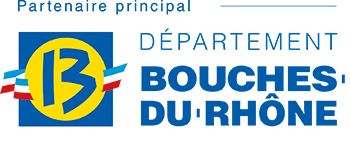 Partenaire principal
13
DÉPARTEMENT
BOUCHES·
DU·RHÔNE